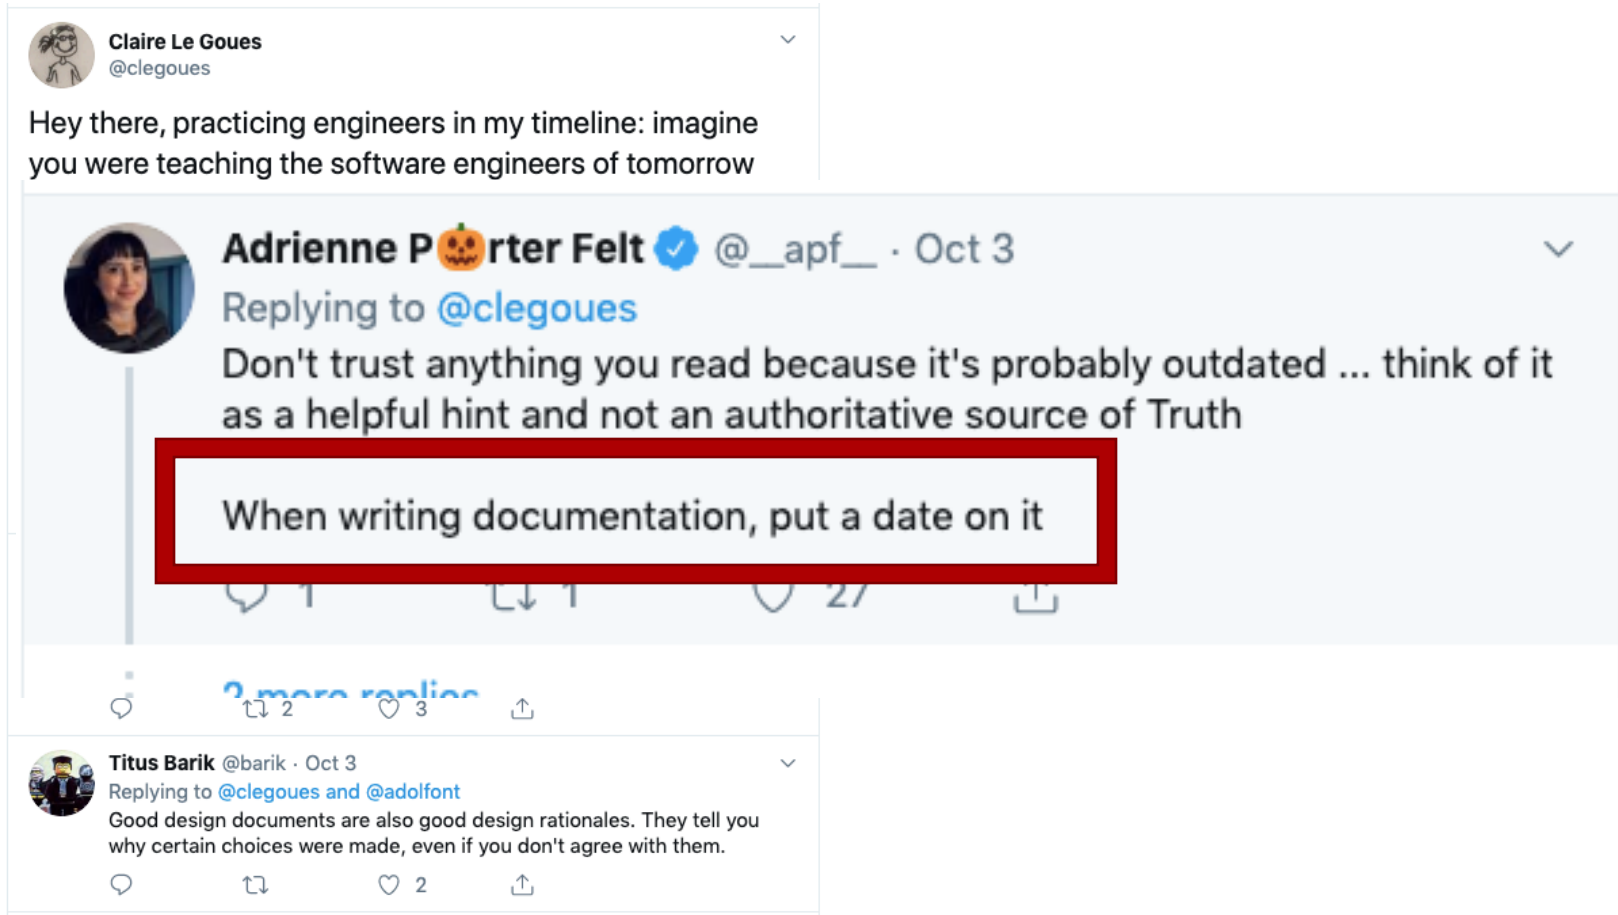 Claire Le Goues
@clegoues
Hey there, practicing engineers in my timeline: imagine
you were teaching the software engineers of tomorrow
Adrienne P🎃rter Felt @__apf__ · Oct 3
Replying to @clegoues
Don't trust anything you read because it's probably outdated ... think of it
as a helpful hint and not an authoritative source of Truth
When writing documentation, put a date on it
1 1 27
2 more replies
2 3
Titus Barik @barik · Oct 3
Replying to @clegoues and @adolfont
Good design documents are also good design rationales. They tell you
why certain choices were made, even if you don't agree with them.
2